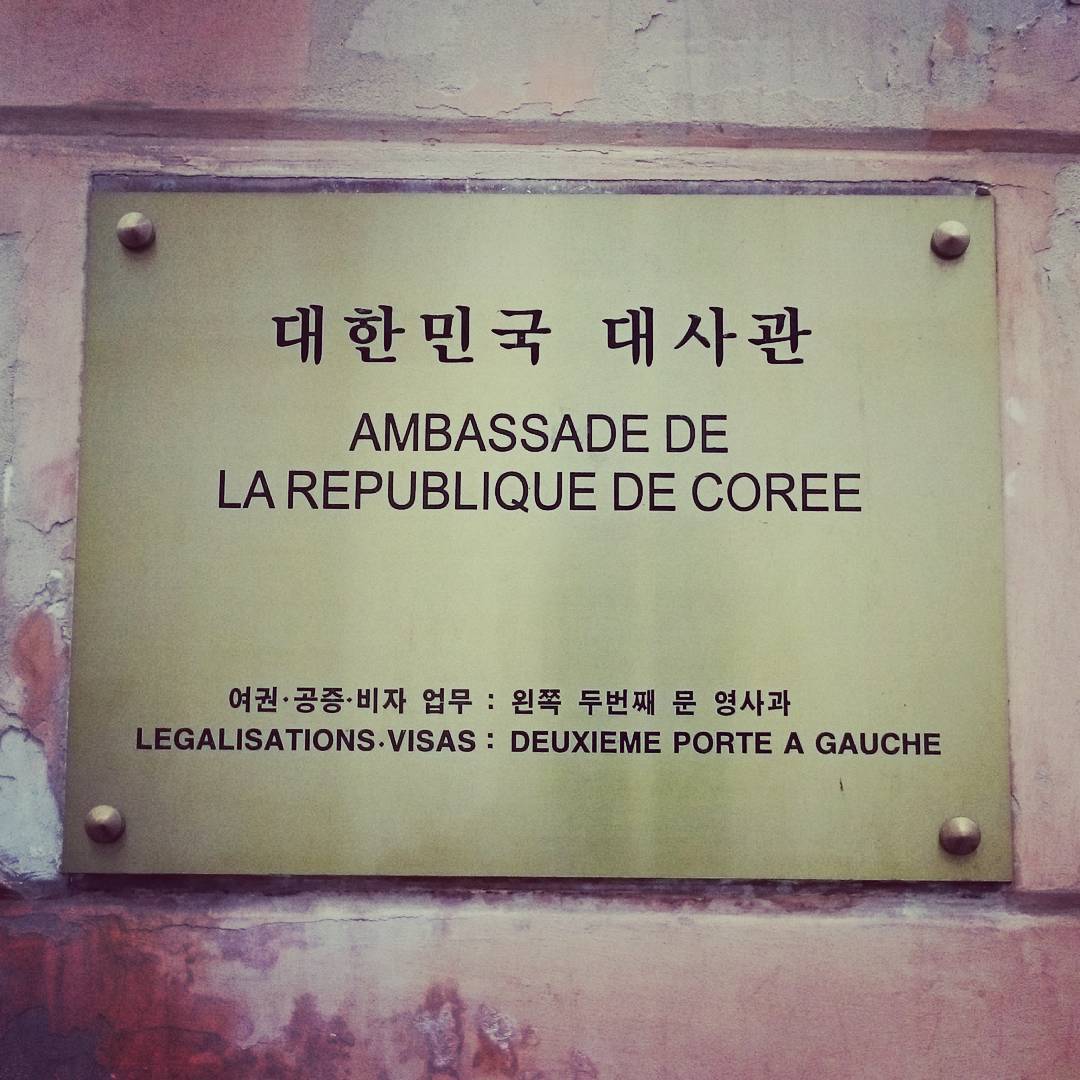 대한민국 대사관
AMBASSADE DE
LA REPUBLIQUE DE COREE
여권·공증·비자 업무 : 왼쪽 두번째 문 영사과
LEGALISATIONS·VISAS : DEUXIEME PORTE A GAUCHE